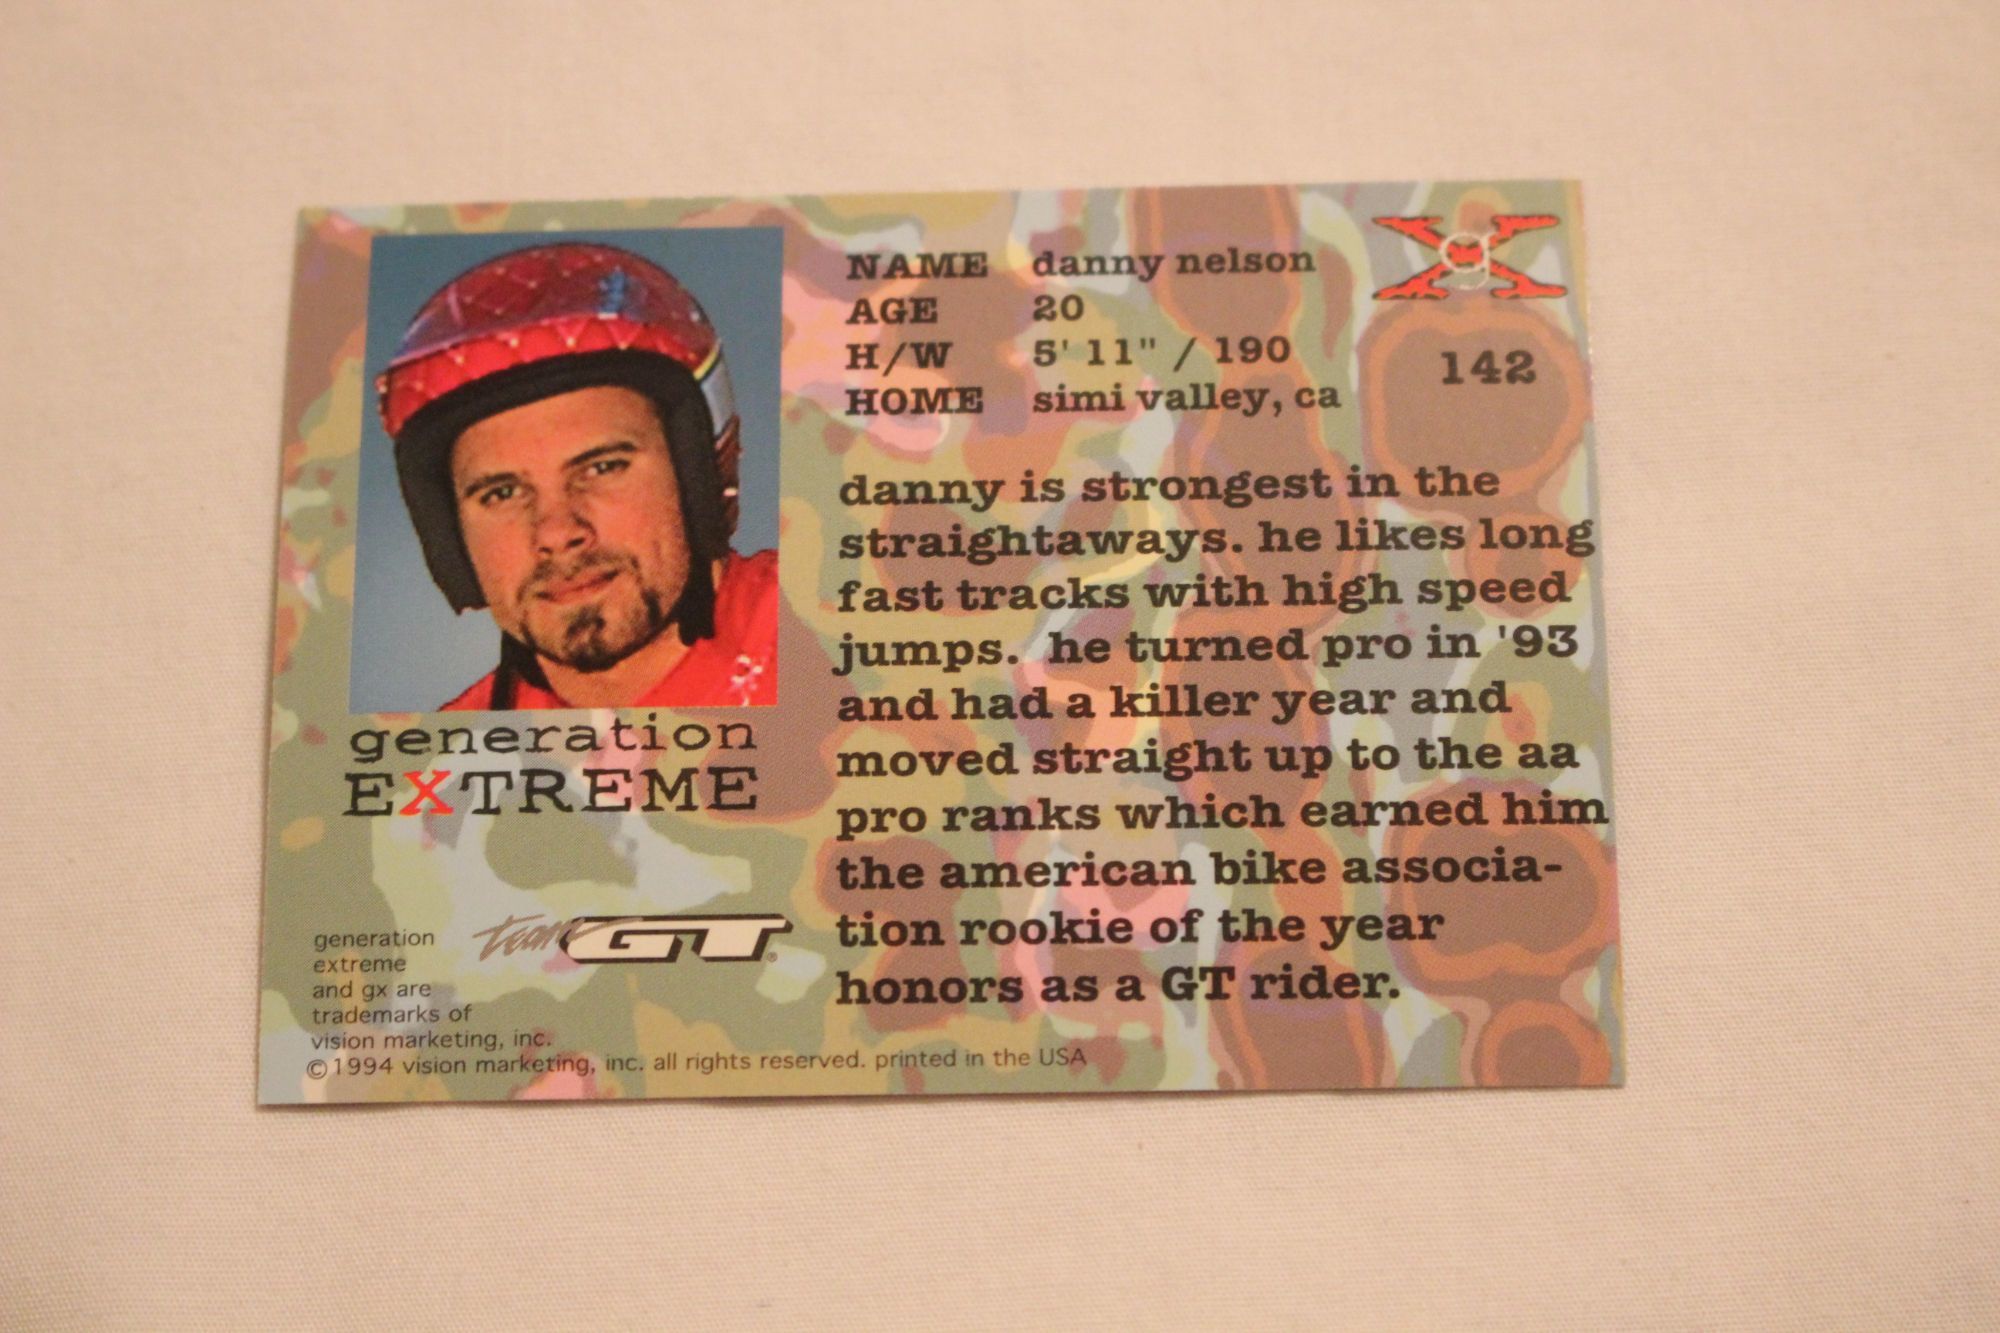 NAME danny nelson
AGE 20
H/W 5' 11" / 190
HOME simi valley, ca
g
X
142
danny is strongest in the
straightaways. he likes long
fast tracks with high speed
jumps. he turned pro in '93
and had a killer year and
moved straight up to the aa
pro ranks which earned him
the american bike associa-
tion rookie of the year
honors as a GT rider.
generation
EXTREME
team GT®
generation
extreme
and gx are
trademarks of
vision marketing, inc.
©1994 vision marketing, inc. all rights reserved. printed in the USA